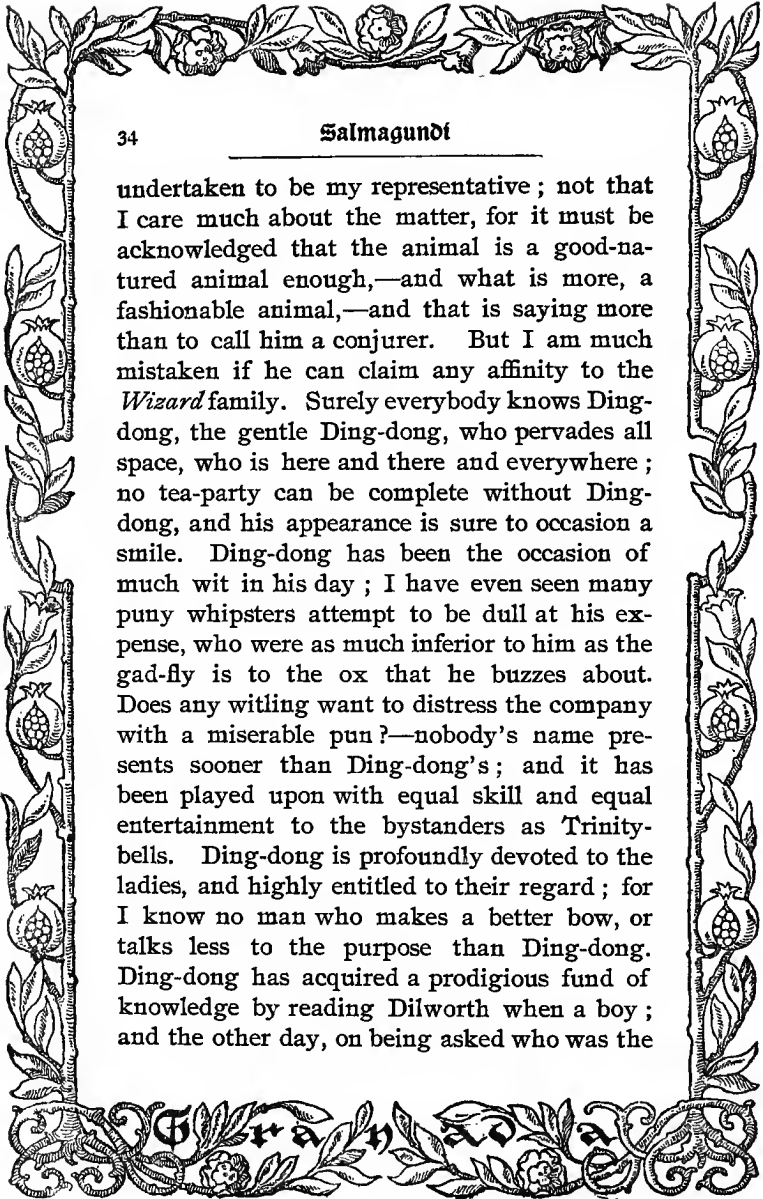 34 Salmagundi
undertaken to be my representative ; not that
I care much about the matter, for it must be
acknowledged that the animal is a good-na-
tured animal enough,—and what is more, a
fashionable animal,—and that is saying more
than to call him a conjurer. But I am much
mistaken if he can claim any affinity to the
Wizard family. Surely everybody knows Ding-
dong, the gentle Ding-dong, who pervades all
space, who is here and there and everywhere ;
no tea-party can be complete without Ding-
dong, and his appearance is sure to occasion a
smile. Ding-dong has been the occasion of
much wit in his day ; I have even seen many
puny whipsters attempt to be dull at his ex-
pense, who were as much inferior to him as the
gad-fly is to the ox that he buzzes about.
Does any witling want to distress the company
with a miserable pun ?—nobody's name pre-
sents sooner than Ding-dong's ; and it has
been played upon with equal skill and equal
entertainment to the bystanders as Trinity-
bells. Ding-dong is profoundly devoted to the
ladies, and highly entitled to their regard ; for
I know no man who makes a better bow, or
talks less to the purpose than Ding-dong.
Ding-dong has acquired a prodigious fund of
knowledge by reading Dilworth when a boy ;
and the other day, on being asked who was the
Granada